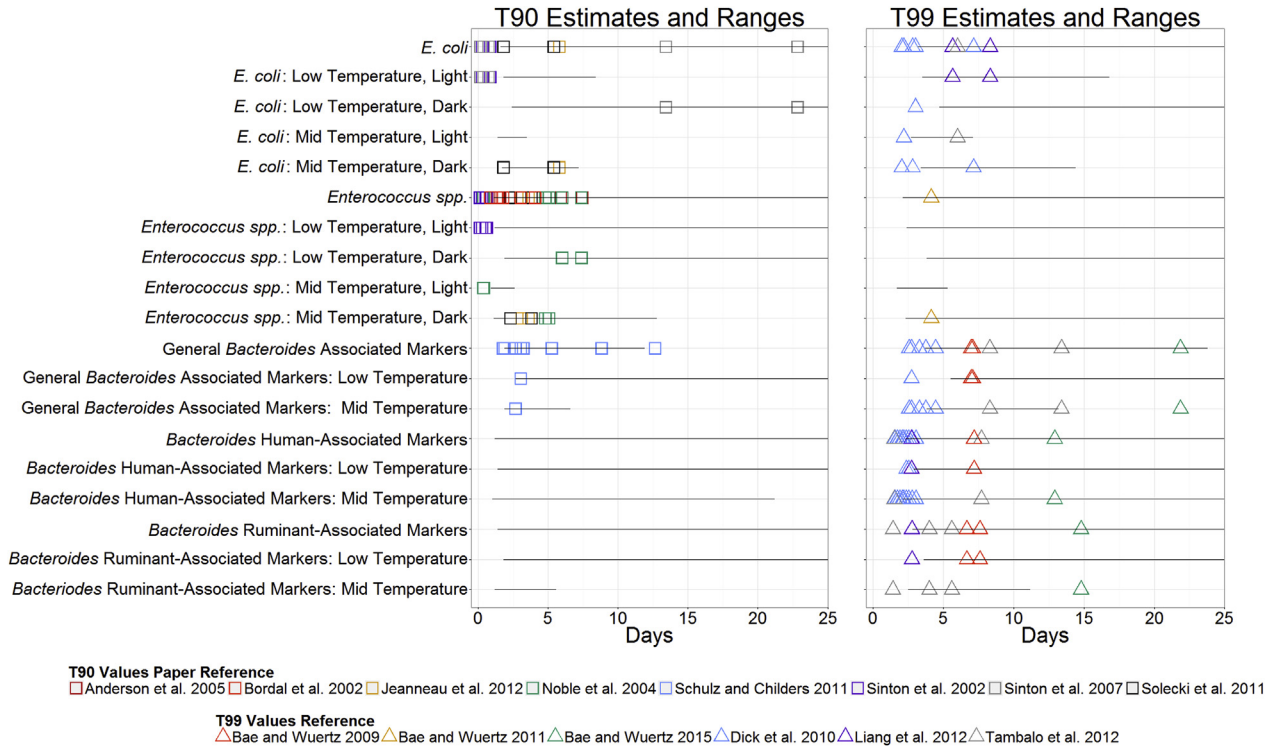 T90 Estimates and Ranges
T99 Estimates and Ranges
E. coli
E. coli: Low Temperature, Light
E. coli: Low Temperature, Dark
E. coli: Mid Temperature, Light
E. coli: Mid Temperature, Dark
Enterococcus spp.
Enterococcus spp.: Low Temperature, Light
Enterococcus spp.: Low Temperature, Dark
Enterococcus spp.: Mid Temperature, Light
Enterococcus spp.: Mid Temperature, Dark
General Bacteroides Associated Markers
General Bacteroides Associated Markers: Low Temperature
General Bacteroides Associated Markers: Mid Temperature
Bacteroides Human-Associated Markers
Bacteroides Human-Associated Markers: Low Temperature
Bacteroides Human-Associated Markers: Mid Temperature
Bacteroides Ruminant-Associated Markers
Bacteroides Ruminant-Associated Markers: Low Temperature
Bacteriodes Ruminant-Associated Markers: Mid Temperature
0 5 10 15 20 25
Days
0 5 10 15 20 25
Days
T90 Values Paper Reference
Anderson et al. 2005 Bordal et al. 2002 Jeanneau et al. 2012 Noble et al. 2004 Schulz and Childers 2011 Sinton et al. 2002 Sinton et al. 2007 Solecki et al. 2011
T99 Values Reference
Bae and Wuertz 2009 Bae and Wuertz 2011 Bae and Wuertz 2015 Dick et al. 2010 Liang et al. 2012 Tambalo et al. 2012